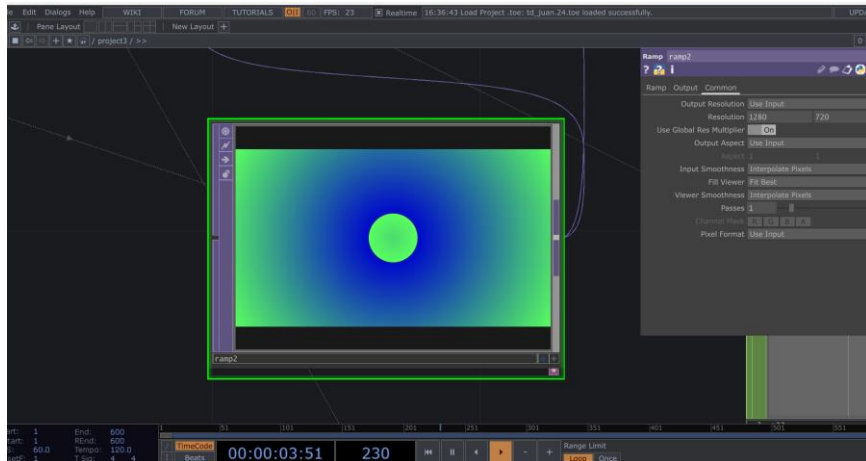 Edit Dialogs Help WIKI FORUM TUTORIALS OII 60 FPS: 23 Realtime 16:36:43 Load Project .toe: td_juan.24.toe loaded successfully. UPDA
Pane Layout New Layout +
/ project3 / >>
Ramp ramp2
? i
Ramp Output Common
Output Resolution Use Input
Resolution 1280 720
Use Global Res Multiplier On
Output Aspect Use Input
Aspect 1 1
Input Smoothness Interpolate Pixels
Fill Viewer Fit Best
Viewer Smoothness Interpolate Pixels
Passes 1
Channel Mask R G B A
Pixel Format Use Input
ramp2
1 51 101 151 201 251 301 351 401 451 501 551
End: 600
REnd: 600
60.0 Tempo: 120.0
1 T Sig: 4 4
TimeCode
Beats
00:00:03:51 230
- +
Range Limit
Loop Once